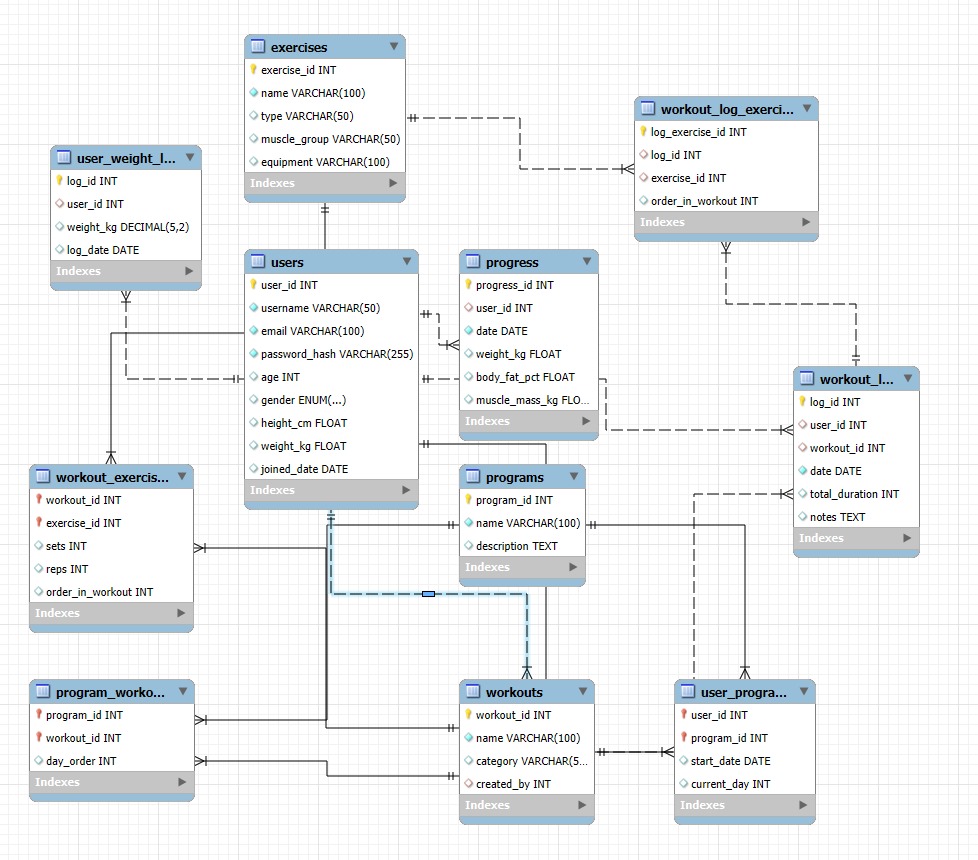 exercises
exercise_id INT
name VARCHAR(100)
type VARCHAR(50)
muscle_group VARCHAR(50)
equipment VARCHAR(100)
Indexes
workout_log_exerci...
log_exercise_id INT
log_id INT
exercise_id INT
order_in_workout INT
Indexes
user_weight_l...
log_id INT
user_id INT
weight_kg DECIMAL(5,2)
log_date DATE
Indexes
users
user_id INT
username VARCHAR(50)
email VARCHAR(100)
password_hash VARCHAR(255)
age INT
gender ENUM(...)
height_cm FLOAT
weight_kg FLOAT
joined_date DATE
Indexes
progress
progress_id INT
user_id INT
date DATE
weight_kg FLOAT
body_fat_pct FLOAT
muscle_mass_kg FLO...
Indexes
workout_l...
log_id INT
user_id INT
workout_id INT
date DATE
total_duration INT
notes TEXT
Indexes
workout_exercis...
workout_id INT
exercise_id INT
sets INT
reps INT
order_in_workout INT
Indexes
programs
program_id INT
name VARCHAR(100)
description TEXT
Indexes
program_worko...
program_id INT
workout_id INT
day_order INT
Indexes
workouts
workout_id INT
name VARCHAR(100)
category VARCHAR(5...
created_by INT
Indexes
user_progra...
user_id INT
program_id INT
start_date DATE
current_day INT
Indexes